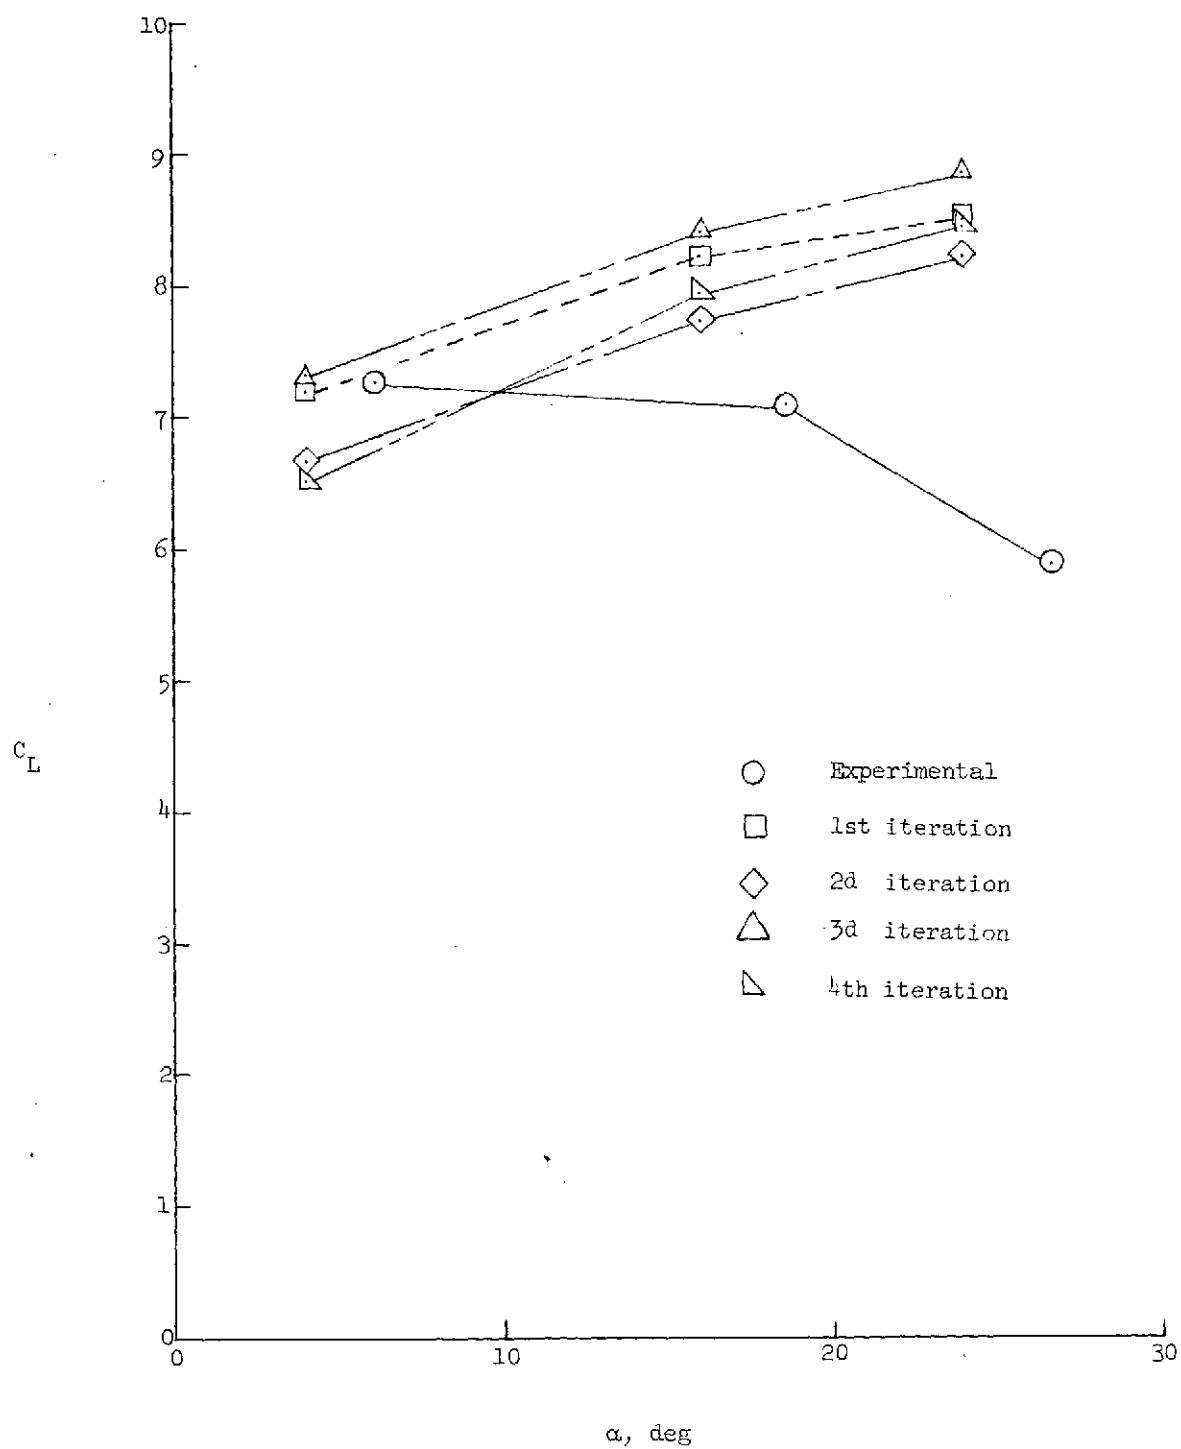 10
9
8
7
6
5
C_L
4
3
2
1
0
0 10 20 30
Experimental
1st iteration
2d iteration
3d iteration
4th iteration
α, deg